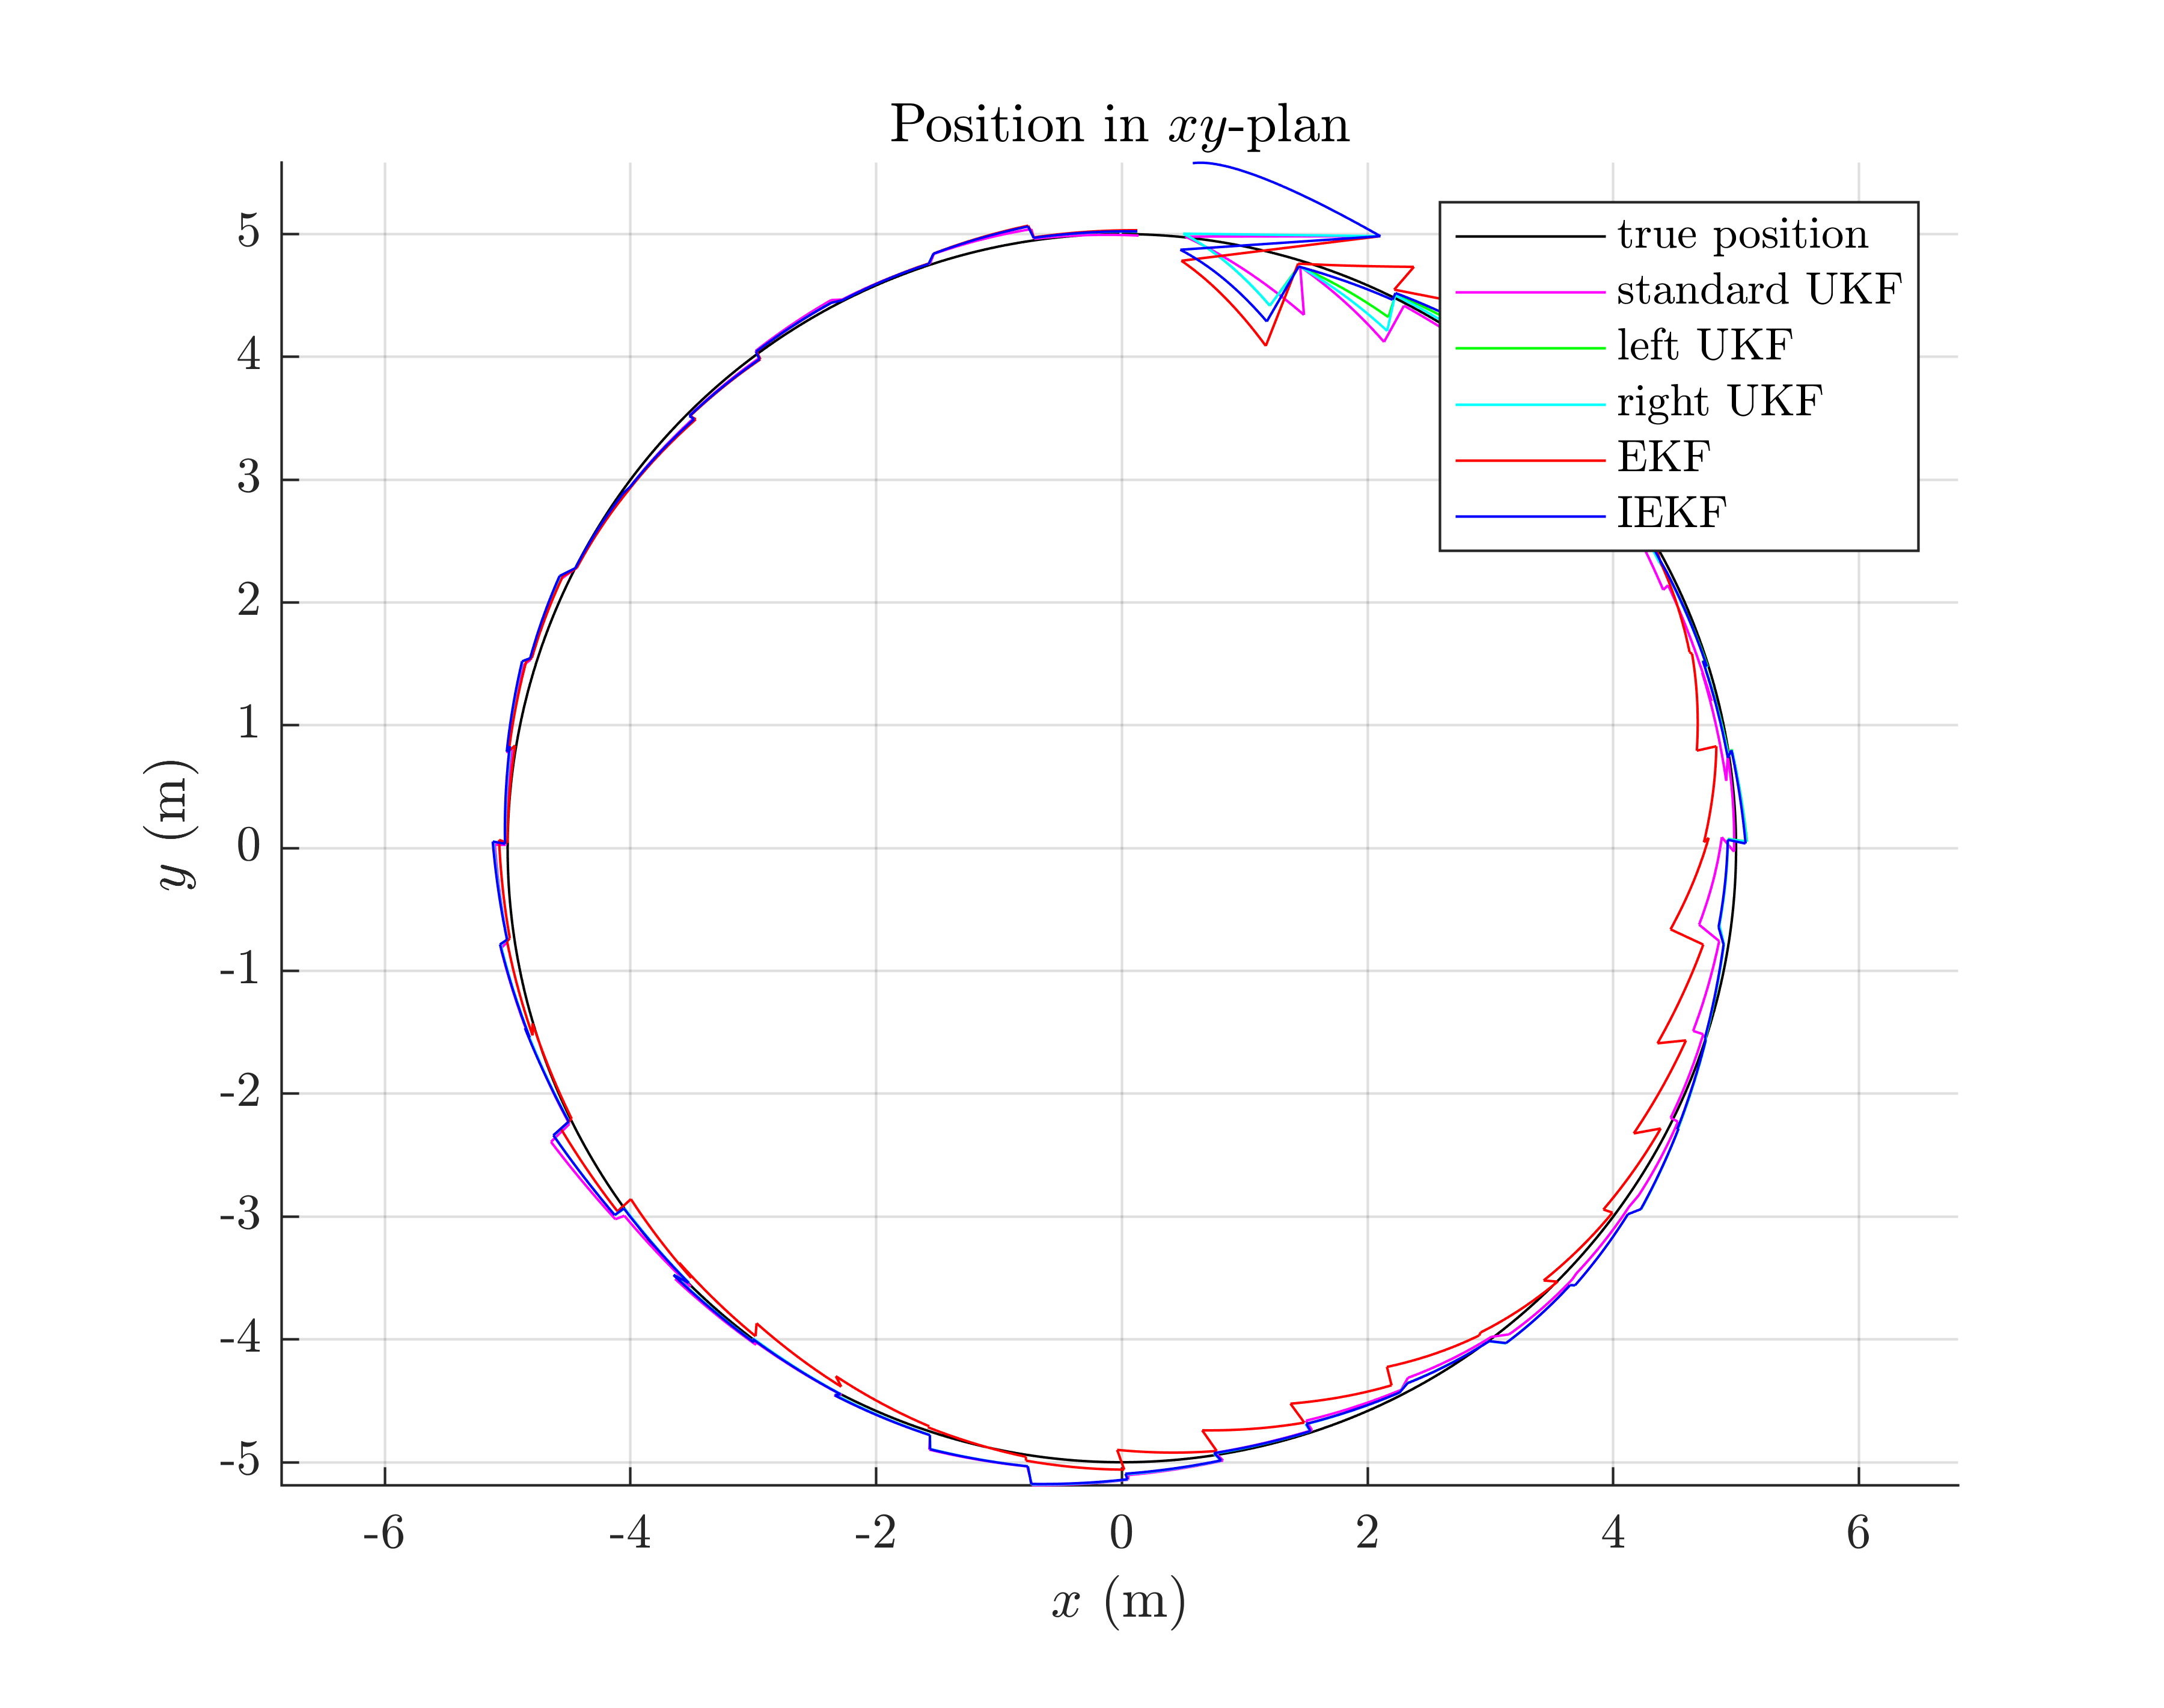 Position in xy-plan
true position
standard UKF
left UKF
right UKF
EKF
IEKF
5
4
3
2
1
0
-1
-2
-3
-4
-5
y (m)
-6 -4 -2 0 2 4 6
x (m)